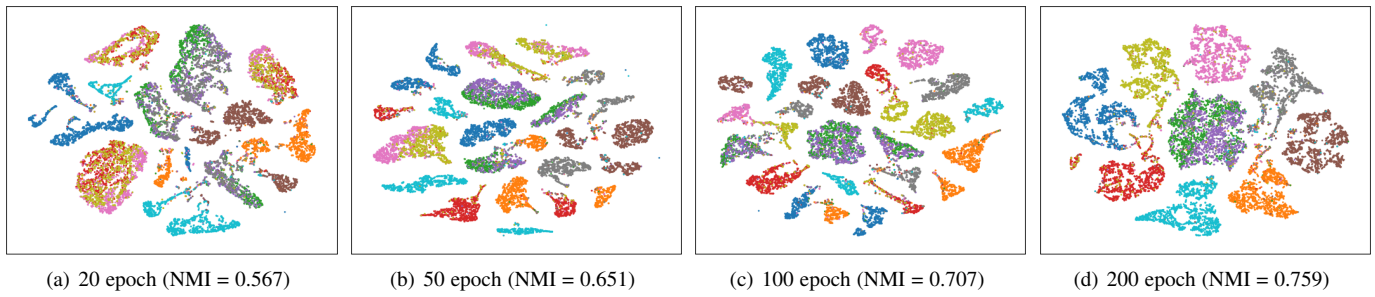 (a) 20 epoch (NMI = 0.567)
(b) 50 epoch (NMI = 0.651)
(c) 100 epoch (NMI = 0.707)
(d) 200 epoch (NMI = 0.759)